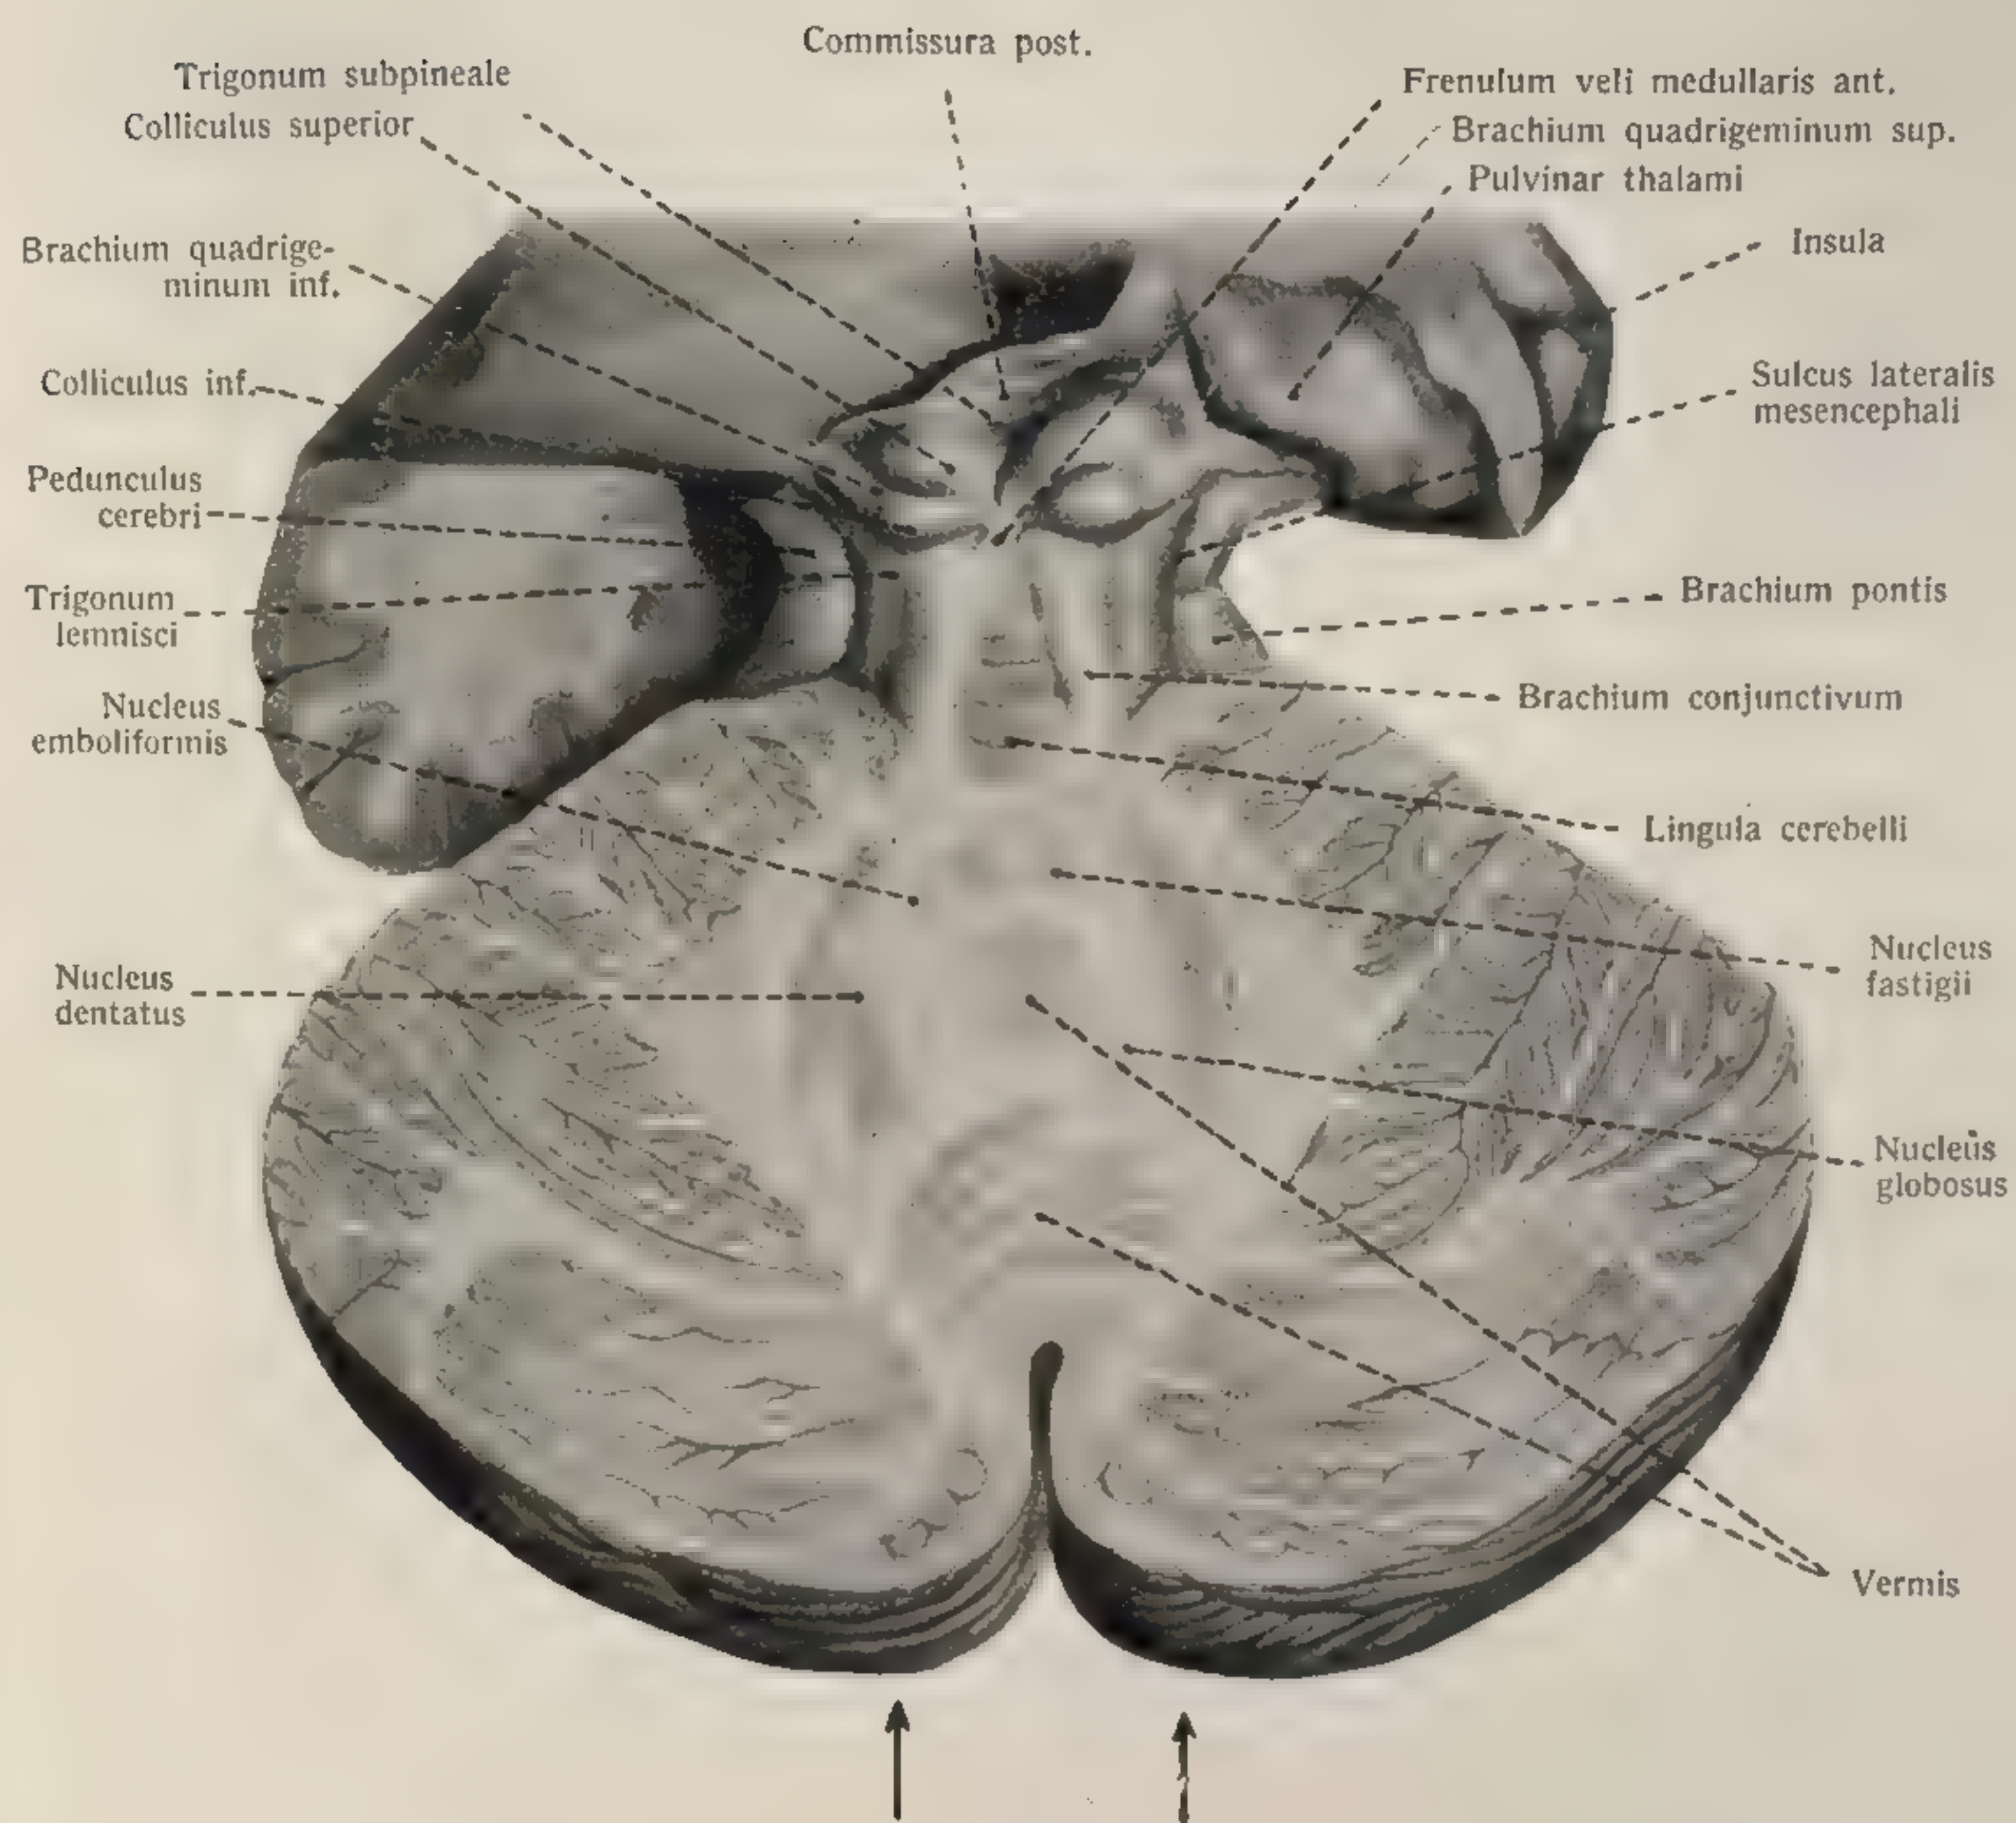 Commissura post.
Trigonum subpineale
Colliculus superior
Brachium quadrige-
minum inf.
Colliculus inf.
Pedunculus
cerebri
Trigonum
lemnisci
Nucleus
emboliformis
Nucleus
dentatus
Frenulum veli medullaris ant.
Brachium quadrigeminum sup.
Pulvinar thalami
Insula
Sulcus lateralis
mesencephali
Brachium pontis
Brachium conjunctivum
Lingula cerebelli
Nucleus
fastigii
Nucleus
globosus
Vermis